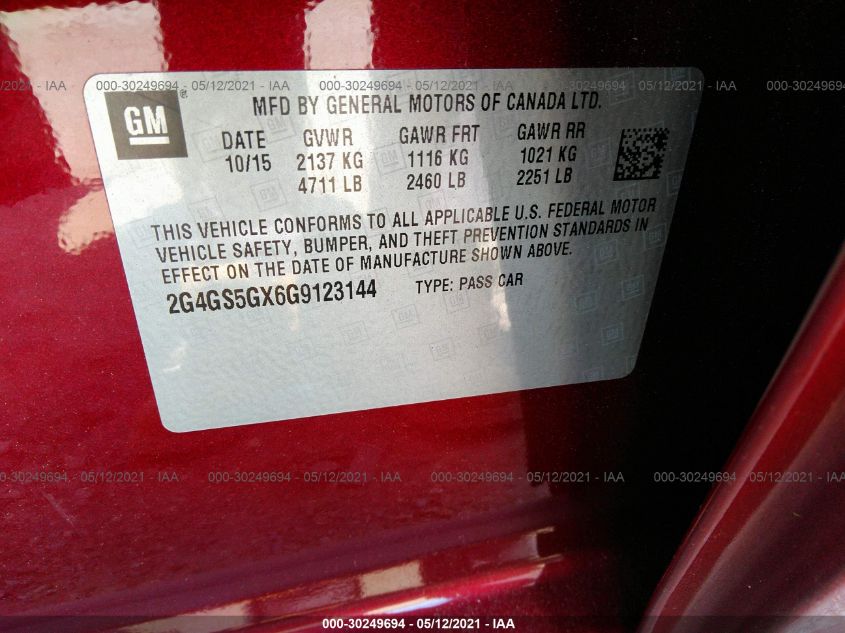 000-30249694 - 05/12/2021 - IAA
GM
MFD BY GENERAL MOTORS OF CANADA LTD.
DATE GVWR GAWR FRT GAWR RR
10/15 2137 KG 1116 KG 1021 KG
4711 LB 2460 LB 2251 LB
THIS VEHICLE CONFORMS TO ALL APPLICABLE U.S. FEDERAL MOTOR
VEHICLE SAFETY, BUMPER, AND THEFT PREVENTION STANDARDS IN
EFFECT ON THE DATE OF MANUFACTURE SHOWN ABOVE.
2G4GS5GX6G9123144 TYPE: PASS CAR
000-30249694 - 05/12/2021 - IAA
000-30249694 - 05/12/2021 - IAA